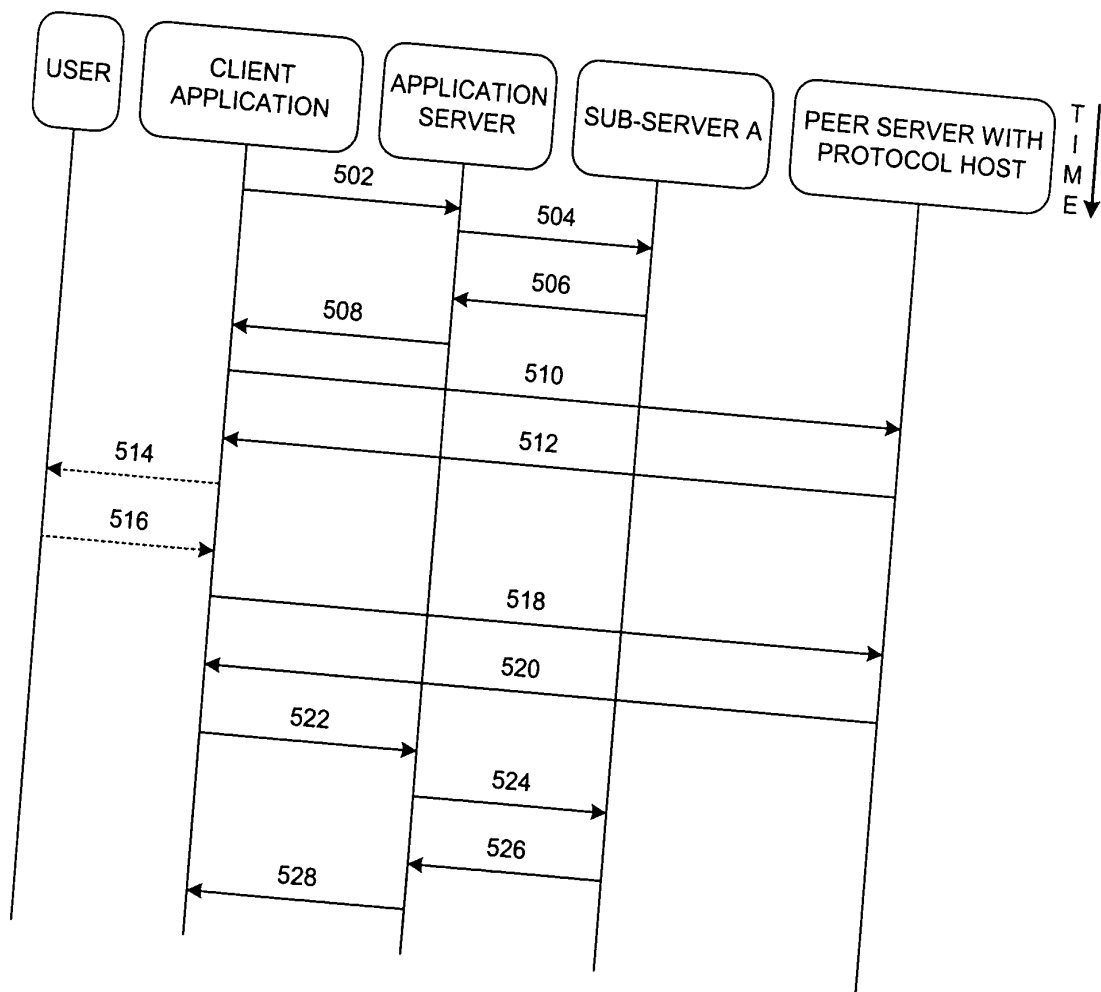 USER
CLIENT
APPLICATION
APPLICATION
SERVER
SUB-SERVER A
PEER SERVER WITH
PROTOCOL HOST
TIME
502
504
506
508
510
512
514
516
518
520
522
524
526
528